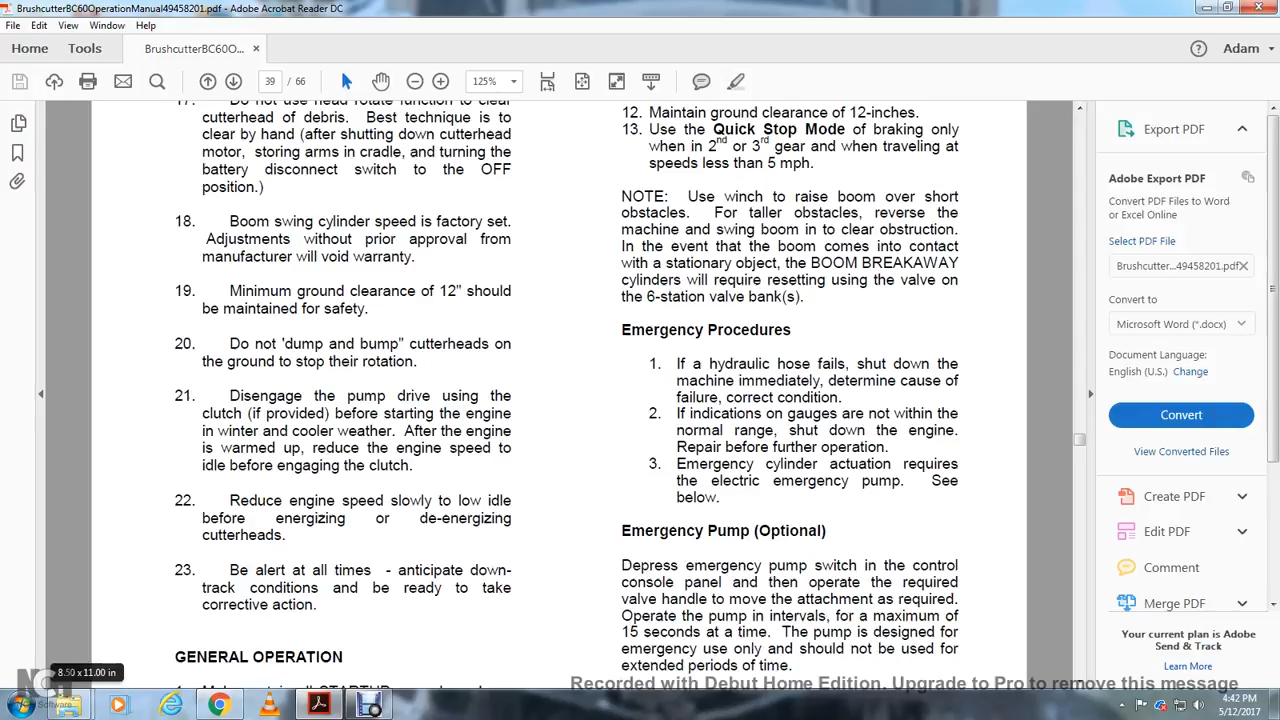 BrushcutterBC60OperationManual49458201.pdf - Adobe Acrobat Reader DC
File Edit View Window Help
Home Tools BrushcutterBC60O... × Adam
39 / 66 125%
17. Do not use head rotate function to clear
cutterhead of debris. Best technique is to
clear by hand (after shutting down cutterhead
motor, storing arms in cradle, and turning the
battery disconnect switch to the OFF
position.)
18. Boom swing cylinder speed is factory set.
Adjustments without prior approval from
manufacturer will void warranty.
19. Minimum ground clearance of 12" should
be maintained for safety.
20. Do not 'dump and bump" cutterheads on
the ground to stop their rotation.
21. Disengage the pump drive using the
clutch (if provided) before starting the engine
in winter and cooler weather. After the engine
is warmed up, reduce the engine speed to
idle before engaging the clutch.
22. Reduce engine speed slowly to low idle
before energizing or de-energizing
cutterheads.
23. Be alert at all times - anticipate down-
track conditions and be ready to take
corrective action.
GENERAL OPERATION
12. Maintain ground clearance of 12-inches.
13. Use the Quick Stop Mode of braking only
when in 2nd or 3rd gear and when traveling at
speeds less than 5 mph.
NOTE: Use winch to raise boom over short
obstacles. For taller obstacles, reverse the
machine and swing boom in to clear obstruction.
In the event that the boom comes into contact
with a stationary object, the BOOM BREAKAWAY
cylinders will require resetting using the valve on
the 6-station valve bank(s).
Emergency Procedures
1. If a hydraulic hose fails, shut down the
machine immediately, determine cause of
failure, correct condition.
2. If indications on gauges are not within the
normal range, shut down the engine.
Repair before further operation.
3. Emergency cylinder actuation requires
the electric emergency pump. See
below.
Emergency Pump (Optional)
Depress emergency pump switch in the control
console panel and then operate the required
valve handle to move the attachment as required.
Operate the pump in intervals, for a maximum of
15 seconds at a time. The pump is designed for
emergency use only and should not be used for
extended periods of time.
Export PDF
Adobe Export PDF
Convert PDF Files to Word
or Excel Online
Select PDF File
Brushcutter...49458201.pdf ×
Convert to
Microsoft Word (*.docx)
Document Language:
English (U.S.) Change
Convert
View Converted Files
Create PDF
Edit PDF
Comment
Merge PDF
Your current plan is Adobe
Send & Track
Learn More
8.50 x 11.00 in
NCH
Software
Recorded with Debut Home Edition. Upgrade to Pro to remove this message
4:42 PM
5/12/2017